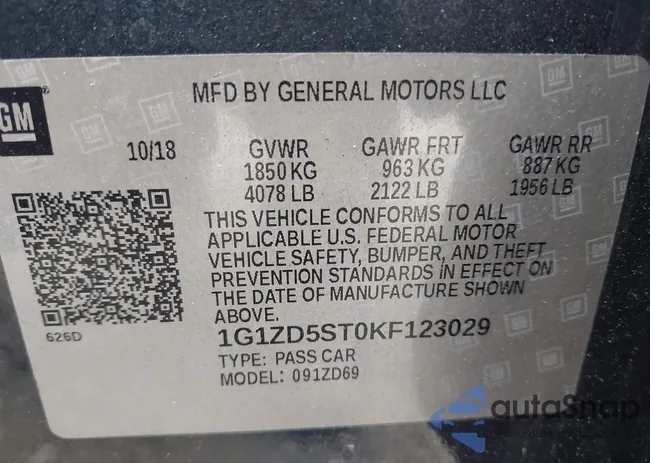 MFD BY GENERAL MOTORS LLC
GM
10/18 GVWR GAWR FRT GAWR RR
1850 KG 963 KG 887 KG
4078 LB 2122 LB 1956 LB
THIS VEHICLE CONFORMS TO ALL
APPLICABLE U.S. FEDERAL MOTOR
VEHICLE SAFETY, BUMPER, AND THEFT
PREVENTION STANDARDS IN EFFECT ON
THE DATE OF MANUFACTURE SHOWN
ABOVE.
626D
1G1ZD5ST0KF123029
TYPE: PASS CAR
MODEL: 091ZD69
autoSnap